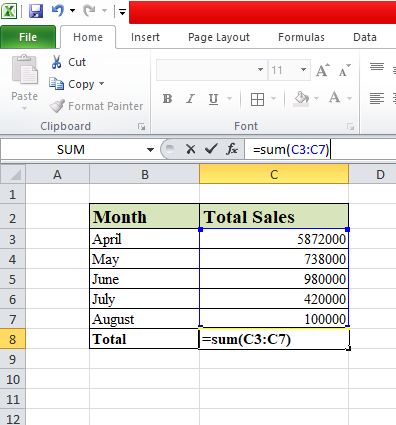 File Home Insert Page Layout Formulas Data
Paste Cut Copy Format Painter
Clipboard
11 A A
B I U A
Font
SUM fx =sum(C3:C7)
A B C D
1
2 Month Total Sales
3 April 5872000
4 May 738000
5 June 980000
6 July 420000
7 August 100000
8 Total =sum(C3:C7)
9
10
11
12